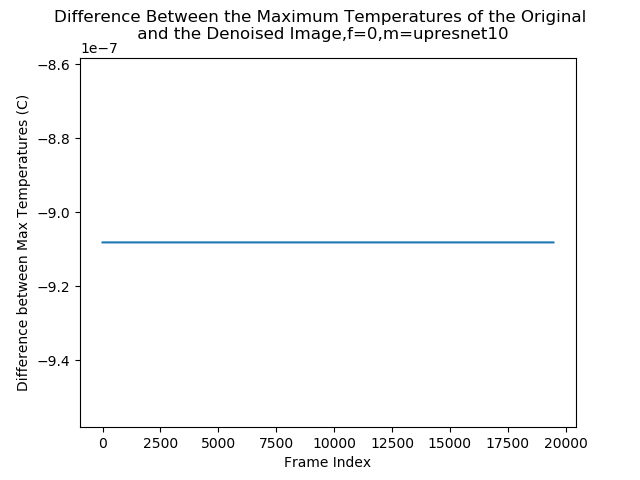 Difference Between the Maximum Temperatures of the Original
and the Denoised Image,f=0,m=upresnet10
1e−7
−8.6
−8.8
−9.0
−9.2
−9.4
Difference between Max Temperatures (C)
0 2500 5000 7500 10000 12500 15000 17500 20000
Frame Index